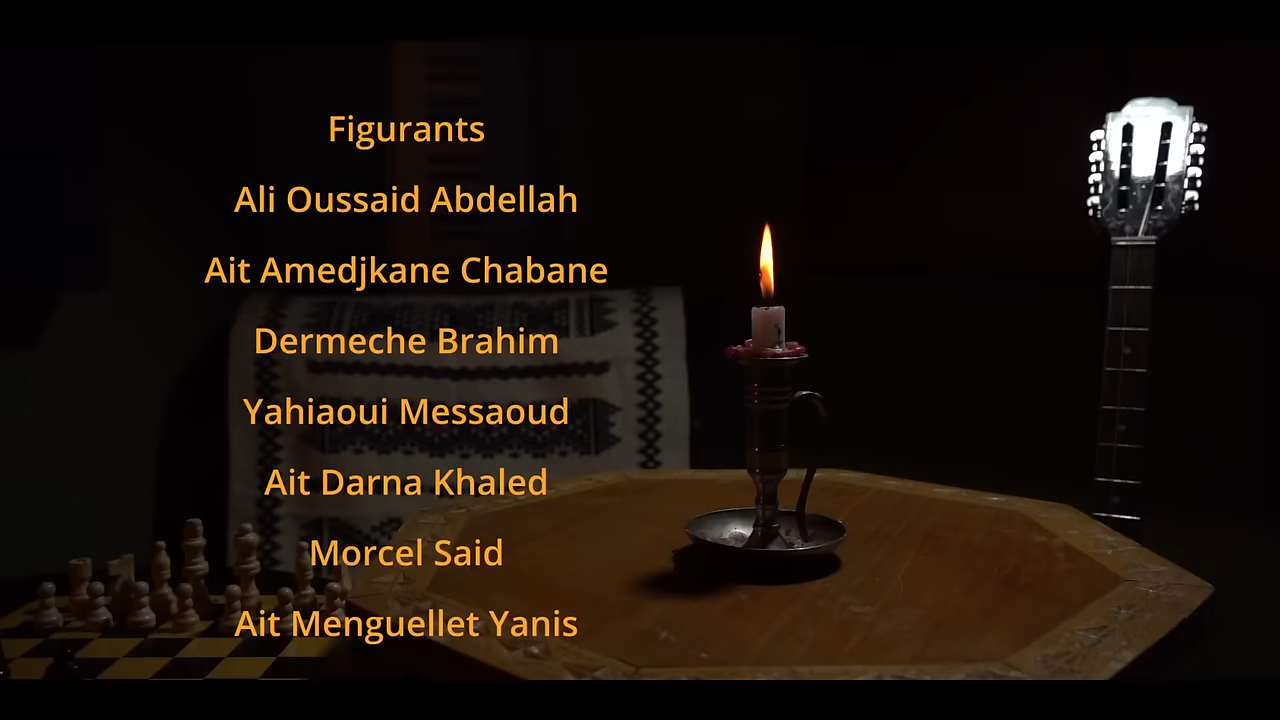 Figurants
Ali Oussaid Abdellah
Ait Amedjkane Chabane
Dermeche Brahim
Yahiaoui Messaoud
Ait Darna Khaled
Morcel Said
Ait Menguellet Yanis